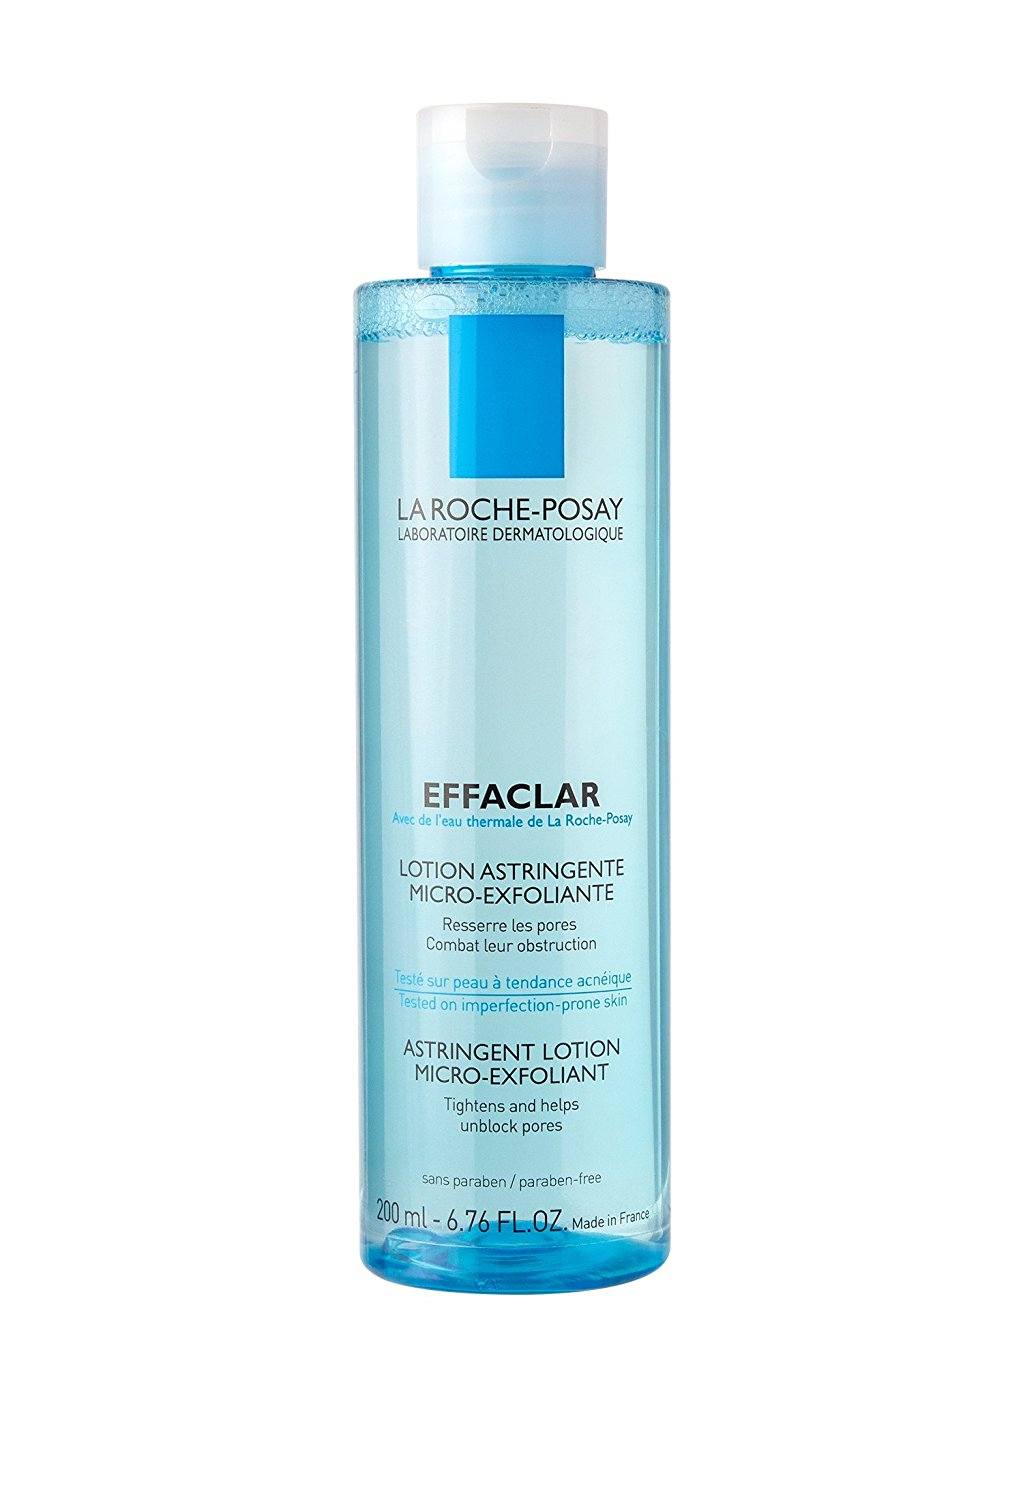 LA ROCHE-POSAY
LABORATOIRE DERMATOLOGIQUE
EFFACLAR
Avec de l'eau thermale de La Roche-Posay
LOTION ASTRINGENTE
MICRO-EXFOLIANTE
Resserre les pores
Combat leur obstruction
Testé sur peau à tendance acnéique
Tested on imperfection-prone skin
ASTRINGENT LOTION
MICRO-EXFOLIANT
Tightens and helps
unblock pores
sans paraben / paraben-free
200 ml - 6.76 FL.OZ. Made in France